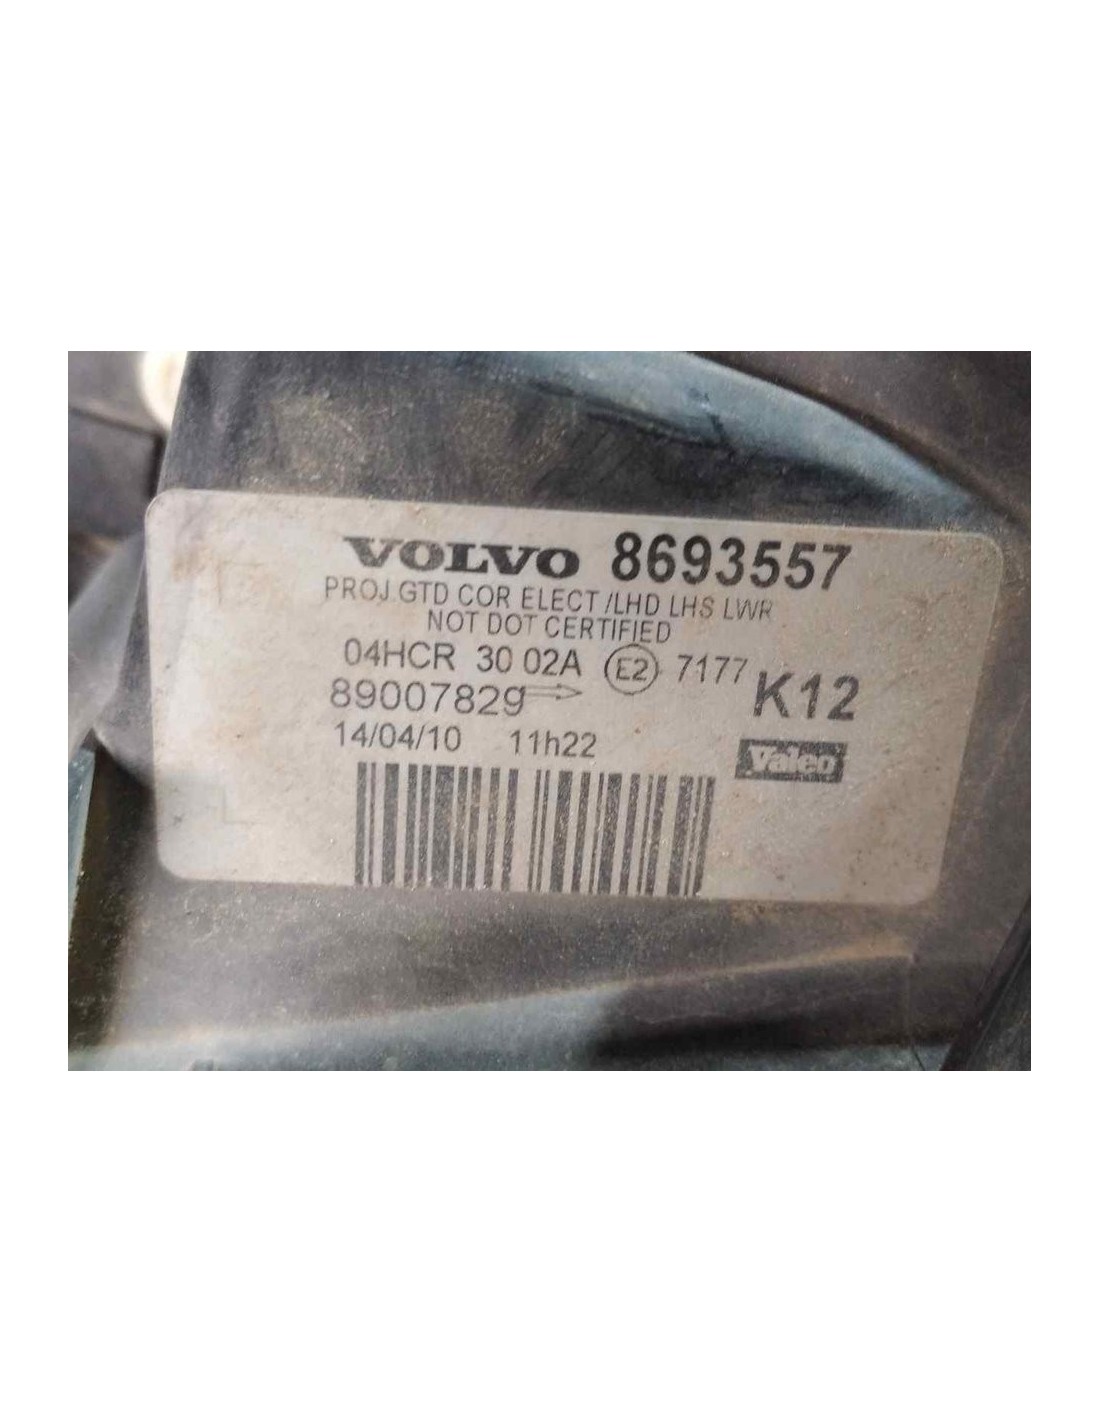 VOLVO 8693557
PROJ.GTD COR ELECT /LHD LHS LWR
NOT DOT CERTIFIED
04HCR 30 02A E2 7177
89007829 K12
14/04/10 11h22
Valeo